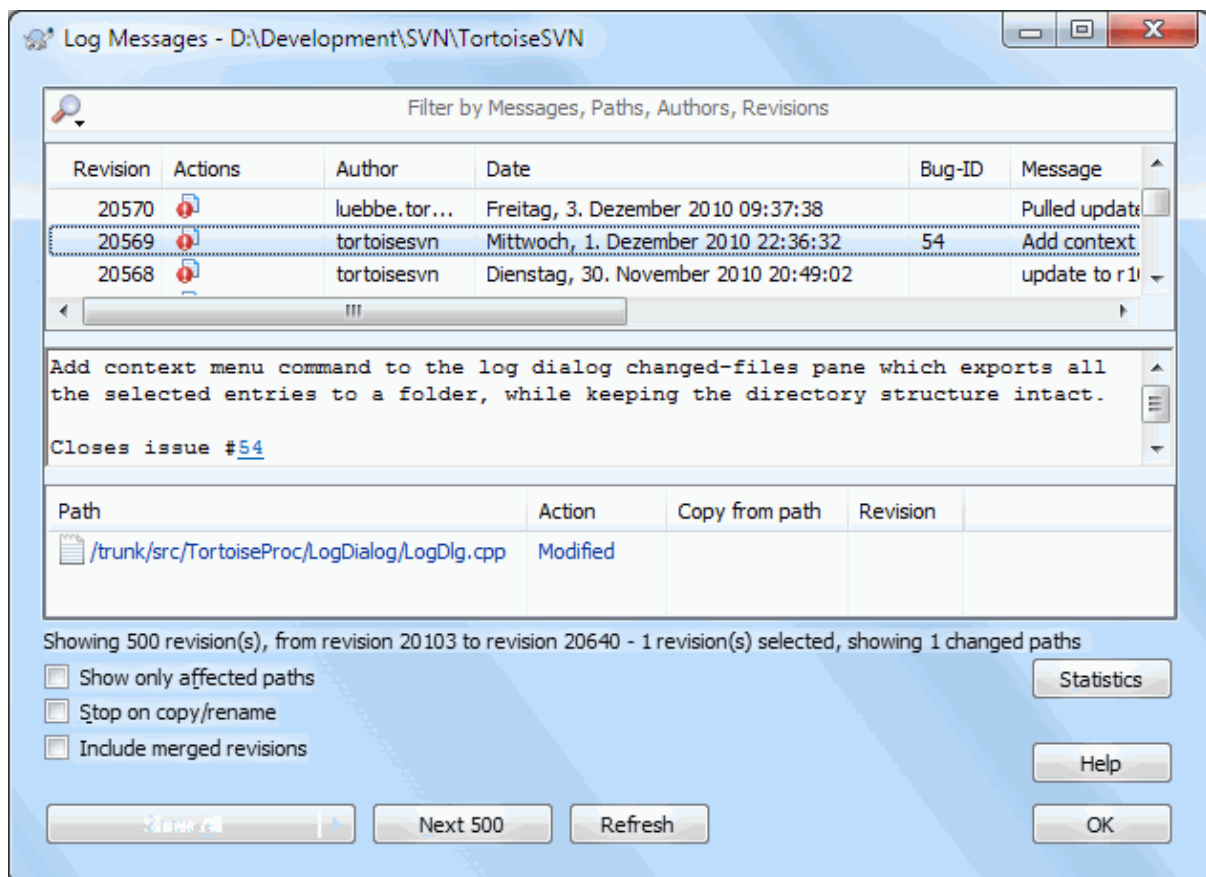 Log Messages - D:\Development\SVN\TortoiseSVN
Filter by Messages, Paths, Authors, Revisions
Revision Actions Author Date Bug-ID Message
20570 luebbe.tor... Freitag, 3. Dezember 2010 09:37:38 Pulled update
20569 tortoisesvn Mittwoch, 1. Dezember 2010 22:36:32 54 Add context
20568 tortoisesvn Dienstag, 30. November 2010 20:49:02 update to r1
Add context menu command to the log dialog changed-files pane which exports all
the selected entries to a folder, while keeping the directory structure intact.
Closes issue #54
Path Action Copy from path Revision
/trunk/src/TortoiseProc/LogDialog/LogDlg.cpp Modified
Showing 500 revision(s), from revision 20103 to revision 20640 - 1 revision(s) selected, showing 1 changed paths
Show only affected paths
Statistics
Stop on copy/rename
Include merged revisions
Help
Show All
Next 500
Refresh
OK